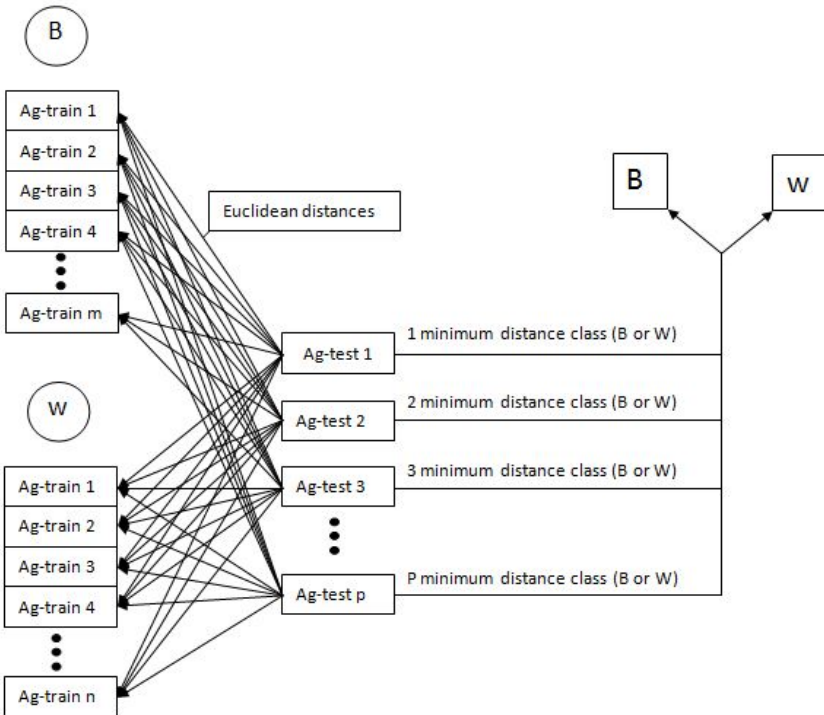 B
Ag-train 1
Ag-train 2
Ag-train 3
Ag-train 4
Ag-train m
Euclidean distances
W
Ag-train 1
Ag-train 2
Ag-train 3
Ag-train 4
Ag-train n
Ag-test 1
Ag-test 2
Ag-test 3
Ag-test p
1 minimum distance class (B or W)
2 minimum distance class (B or W)
3 minimum distance class (B or W)
P minimum distance class (B or W)
B
W